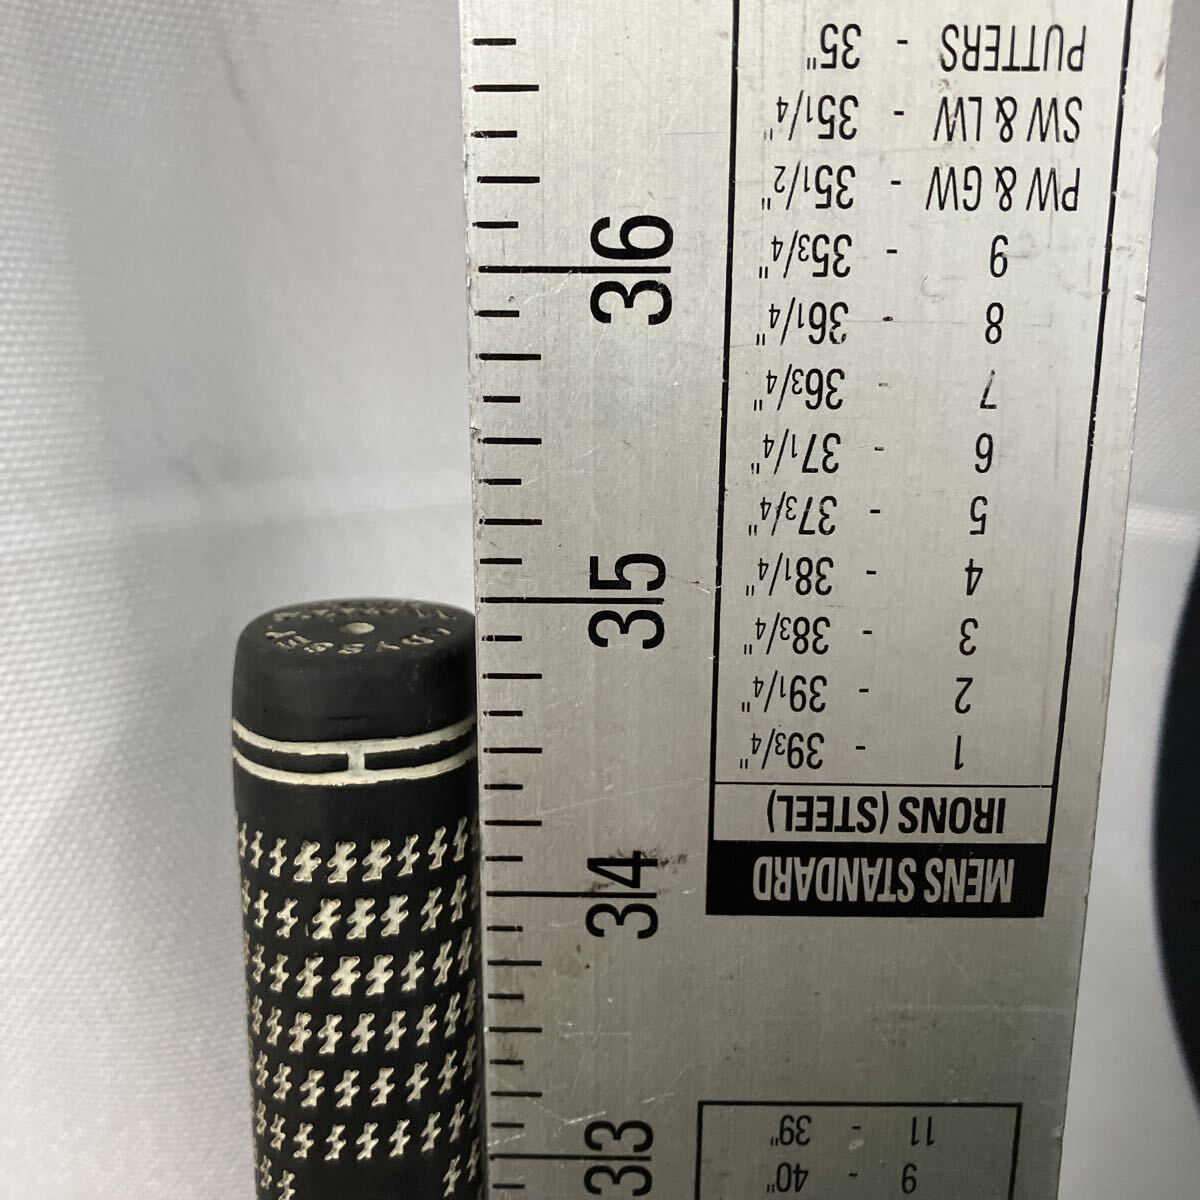 36
35
34
33
MENS STANDARD
IRONS (STEEL)
1 - 39 3/4"
2 - 39 1/4"
3 - 38 3/4"
4 - 38 1/4"
5 - 37 3/4"
6 - 37 1/4"
7 - 36 3/4"
8 - 36 1/4"
9 - 35 3/4"
PW & GW - 35 1/2"
SW & LW - 35 1/4"
PUTTERS - 35"
9 - 40"
11 - 39"